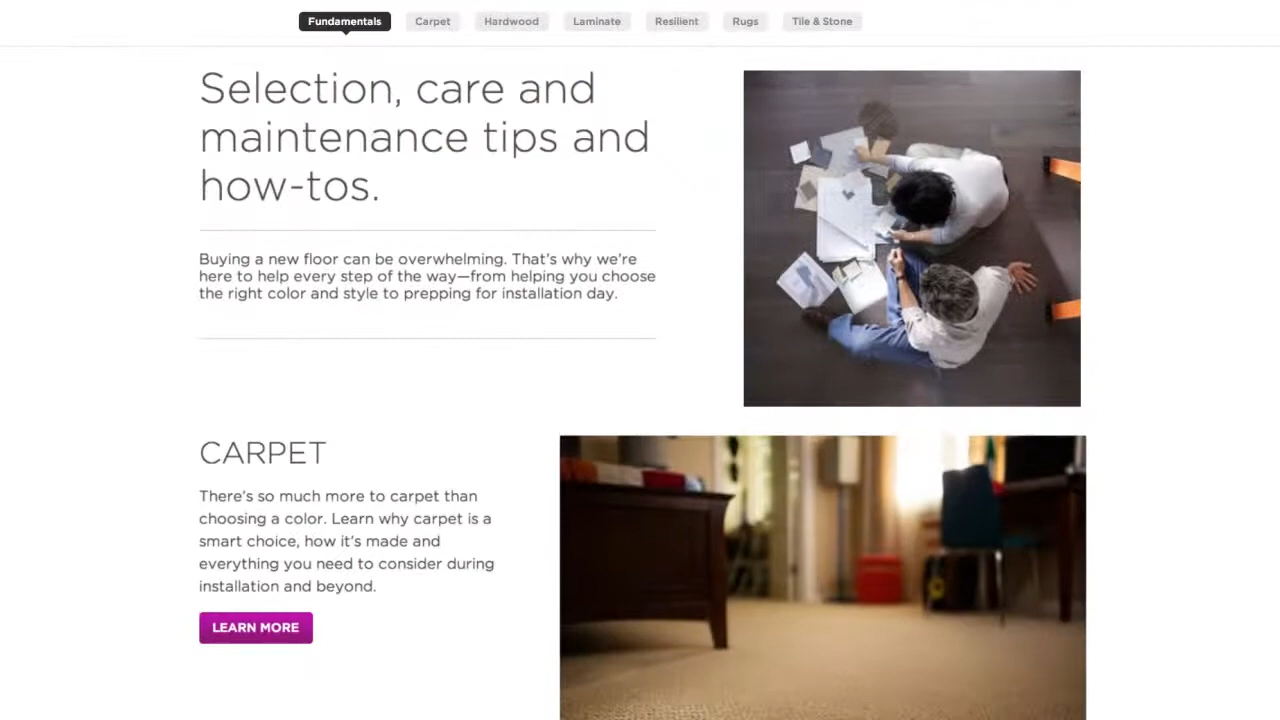 Fundamentals Carpet Hardwood Laminate Resilient Rugs Tile & Stone
Selection, care and
maintenance tips and
how-tos.
Buying a new floor can be overwhelming. That's why we're
here to help every step of the way—from helping you choose
the right color and style to prepping for installation day.
CARPET
There's so much more to carpet than
choosing a color. Learn why carpet is a
smart choice, how it's made and
everything you need to consider during
installation and beyond.
LEARN MORE